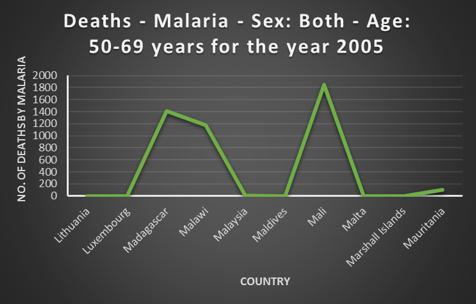 Deaths - Malaria - Sex: Both - Age:
50-69 years for the year 2005
NO. OF DEATHS BY MALARIA
2000
1800
1600
1400
1200
1000
800
600
400
200
0
Lithuania
Luxembourg
Madagascar
Malawi
Malaysia
Maldives
Mali
Malta
Marshall Islands
Mauritania
COUNTRY